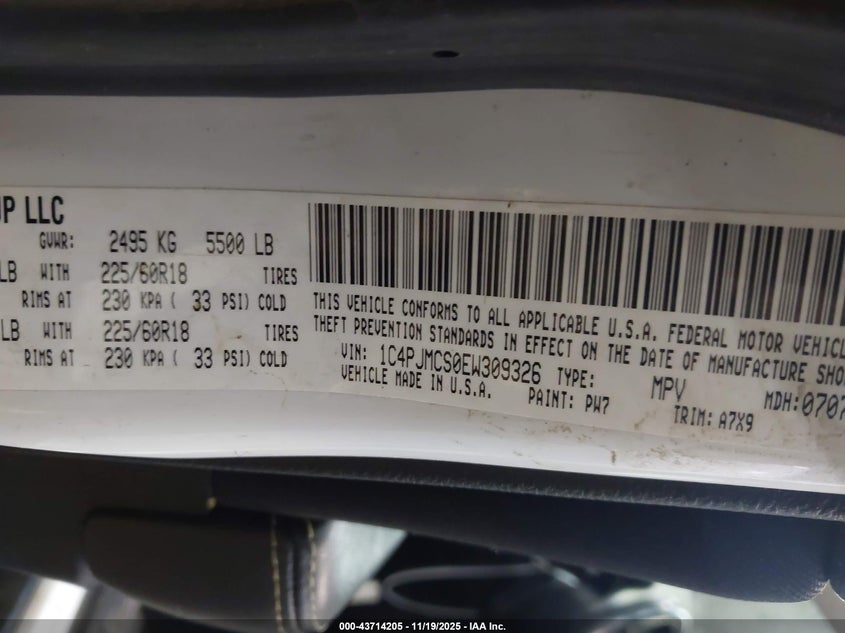 UP LLC
GVWR: 2495 KG 5500 LB
LB WITH 225/60R18 TIRES
RIMS AT 230 KPA ( 33 PSI) COLD
LB WITH 225/60R18 TIRES
RIMS AT 230 KPA ( 33 PSI) COLD
THIS VEHICLE CONFORMS TO ALL APPLICABLE U.S.A. FEDERAL MOTOR VEHICL
THEFT PREVENTION STANDARDS IN EFFECT ON THE DATE OF MANUFACTURE SHO
VIN: 1C4PJMCS0EW309326 TYPE: MPV MDH: 0707
VEHICLE MADE IN U.S.A. PAINT: PW7 TRIM: A7X9
000-43714205 - 11/19/2025 - IAA Inc.